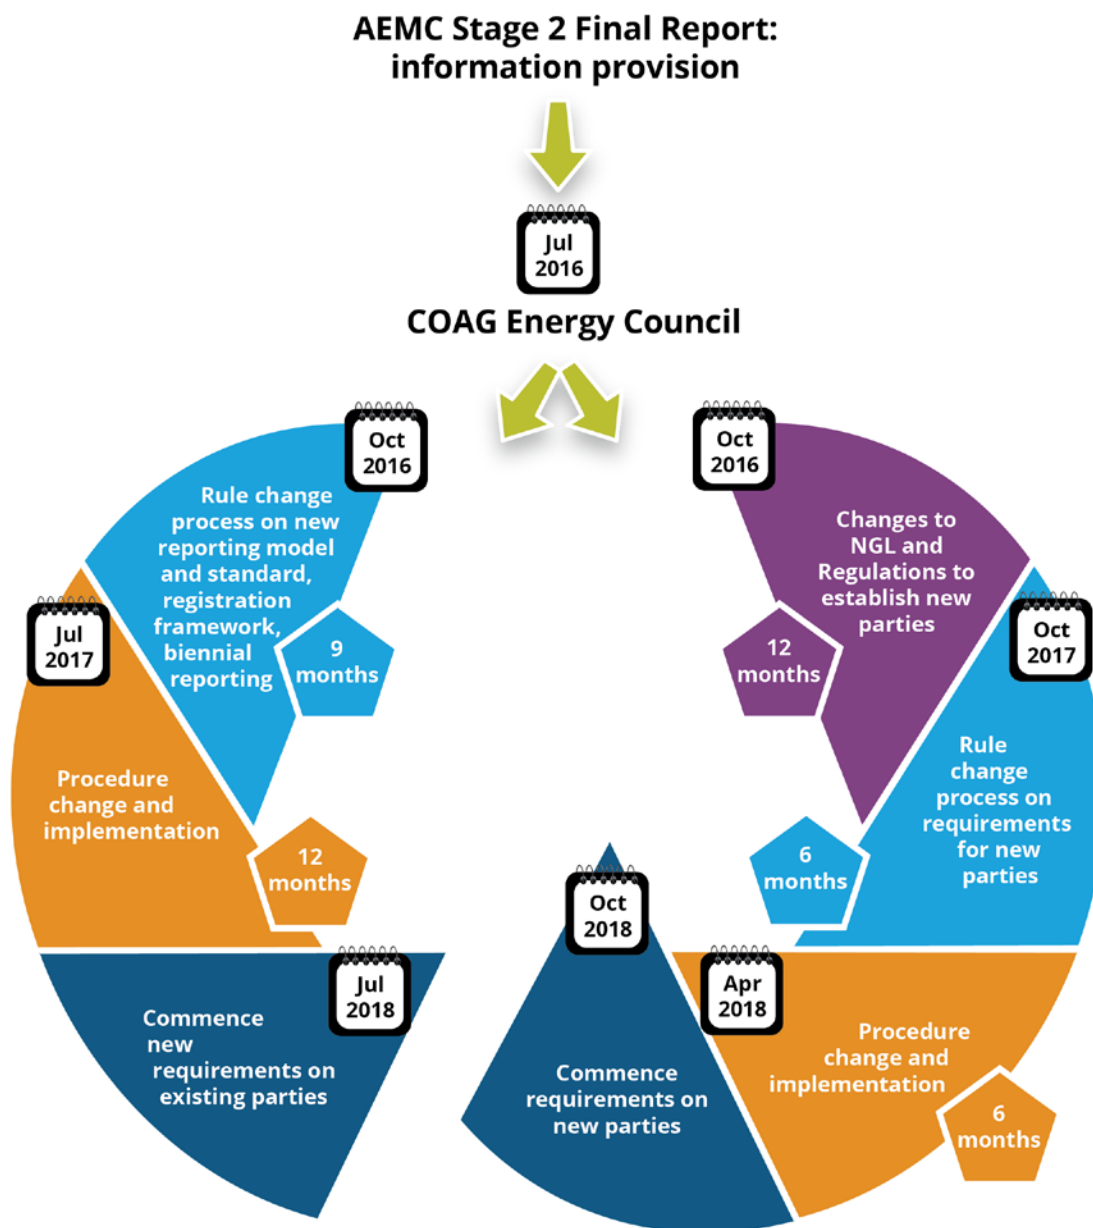 AEMC Stage 2 Final Report:
information provision
Jul
2016
COAG Energy Council
Oct
2016
Rule change
process on new
reporting model
and standard,
registration
framework,
biennial
reporting
9
months
Jul
2017
Procedure
change and
implementation
12
months
Jul
2018
Commence
new
requirements on
existing parties
Oct
2016
Changes to
NGL and
Regulations to
establish new
parties
12
months
Oct
2017
Rule
change
process on
requirements
for new
parties
6
months
Apr
2018
Procedure
change and
implementation
6
months
Oct
2018
Commence
requirements on
new parties